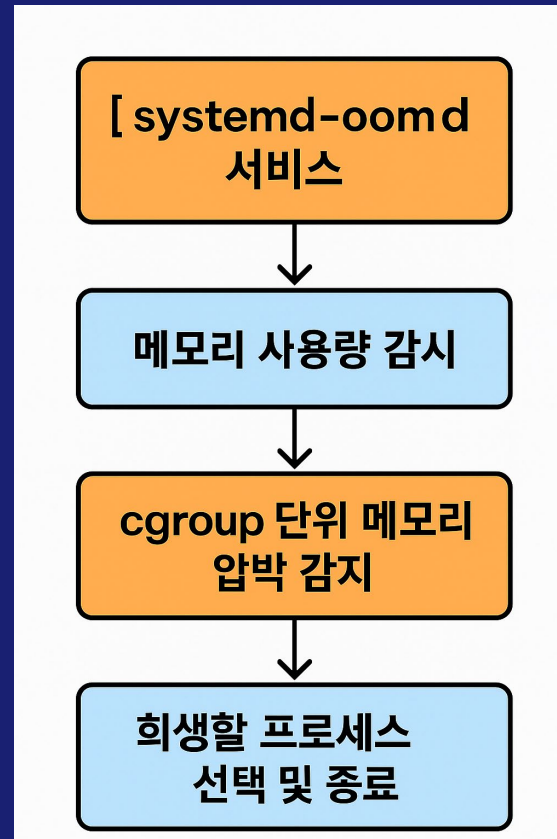 [ systemd-oomd
서비스
메모리 사용량 감시
cgroup 단위 메모리
압박 감지
희생할 프로세스
선택 및 종료